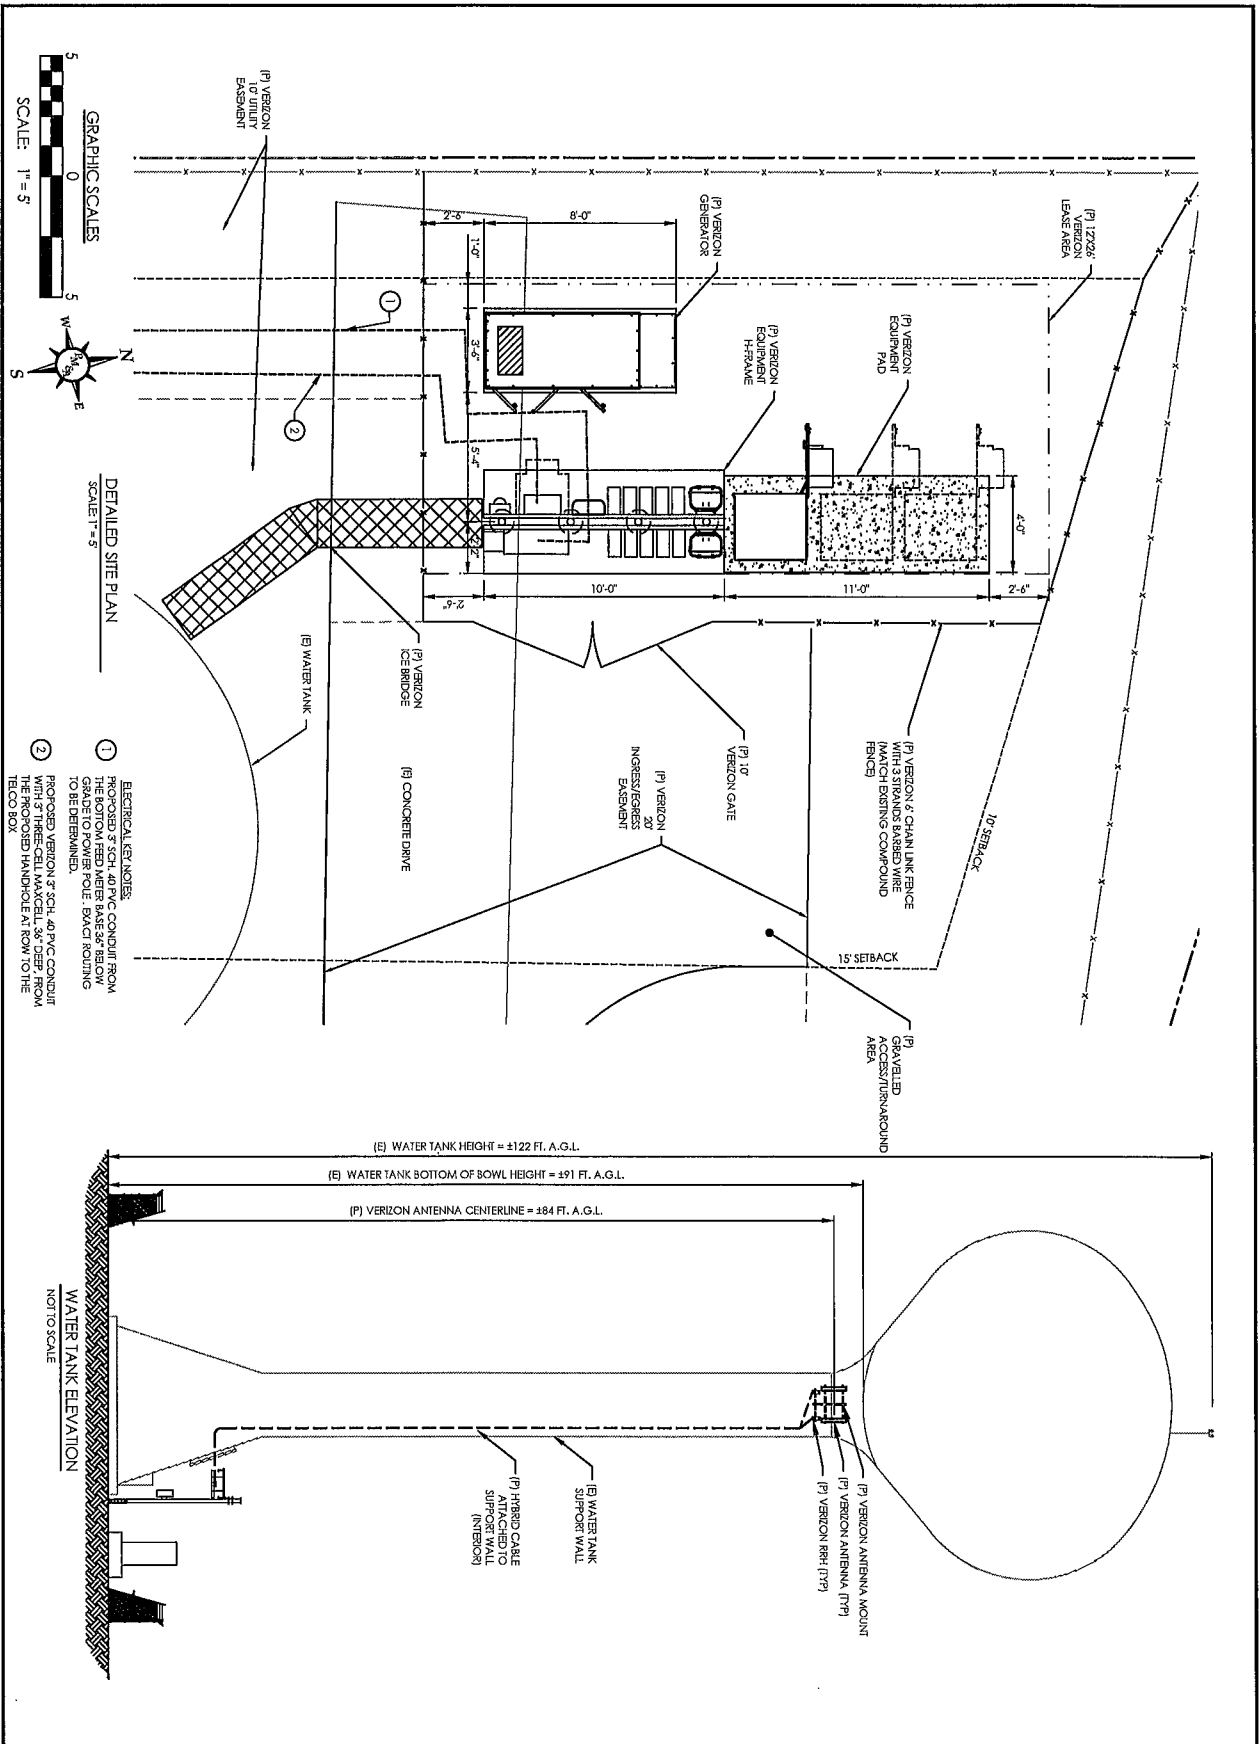 (P) 12'X26'
VERIZON
LEASE AREA
(P) VERIZON
GENERATOR
(P) VERIZON
EQUIPMENT
PAD
(P) VERIZON
EQUIPMENT
H-FRAME
(P) VERIZON
10' UTILITY
EASEMENT
2'-6"
8'-0"
1'-0"
3'-6"
5'-4"
4'-0"
2'-6"
10'-0"
11'-0"
2'-6"
1
2
(P) VERIZON
ICE BRIDGE
(E) WATER TANK
(P) 10'
VERIZON GATE
(P) VERIZON 6' CHAIN LINK FENCE
WITH 3 STRANDS BARBED WIRE
(MATCH EXISTING COMPOUND
FENCE)
10' SETBACK
(P) VERIZON
20'
INGRESS/EGRESS
EASEMENT
(E) CONCRETE DRIVE
15' SETBACK
(P)
GRAVELLED
ACCESS/TURNAROUND
AREA
GRAPHIC SCALES
5 0 5
SCALE: 1" = 5'
N
W
E
S
DETAILED SITE PLAN
SCALE: 1" = 5'
ELECTRICAL KEY NOTES:
1 PROPOSED 3" SCH. 40 PVC CONDUIT FROM
THE BOTTOM FEED METER BASE 36" BELOW
GRADE TO POWER POLE. EXACT ROUTING
TO BE DETERMINED.
2 PROPOSED VERIZON 3" SCH. 40 PVC CONDUIT
WITH 3" THREE-CELL MAXCELL, 36" DEEP, FROM
THE PROPOSED HANDHOLE AT ROW TO THE
TELCO BOX
(E) WATER TANK HEIGHT = ±122 FT. A.G.L.
(E) WATER TANK BOTTOM OF BOWL HEIGHT = ±91 FT. A.G.L.
(P) VERIZON ANTENNA CENTERLINE = ±84 FT. A.G.L.
(P) VERIZON ANTENNA MOUNT
(P) VERIZON ANTENNA (TYP)
(P) VERIZON RRH (TYP)
(E) WATER TANK
SUPPORT WALL
(P) HYBRID CABLE
ATTACHED TO
SUPPORT WALL
(INTERIOR)
WATER TANK ELEVATION
NOT TO SCALE